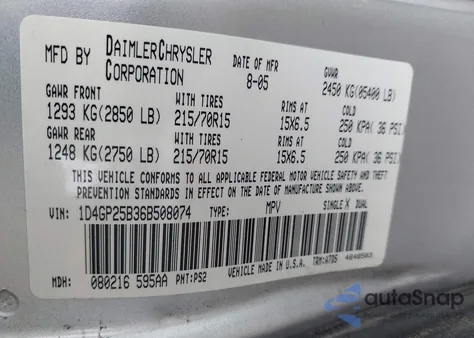 MFD BY DAIMLERCHRYSLER CORPORATION DATE OF MFR 8-05 GVWR 2450 KG(05400 LB)
GAWR FRONT WITH TIRES RIMS AT COLD
1293 KG(2850 LB) 215/70R15 15X6.5 250 KPA( 36 PSI)
GAWR REAR WITH TIRES RIMS AT COLD
1248 KG(2750 LB) 215/70R15 15X6.5 250 KPA( 36 PSI)
THIS VEHICLE CONFORMS TO ALL APPLICABLE FEDERAL MOTOR VEHICLE SAFETY AND THEFT
PREVENTION STANDARDS IN EFFECT ON THE DATE OF MANUFACTURE SHOWN ABOVE.
VIN: 1D4GP25B36B508074 TYPE: MPV SINGLE X DUAL
VEHICLE MADE IN U.S.A. TRM:A7DS
MDH: 080216 595AA PNT:PS2
autaSnap